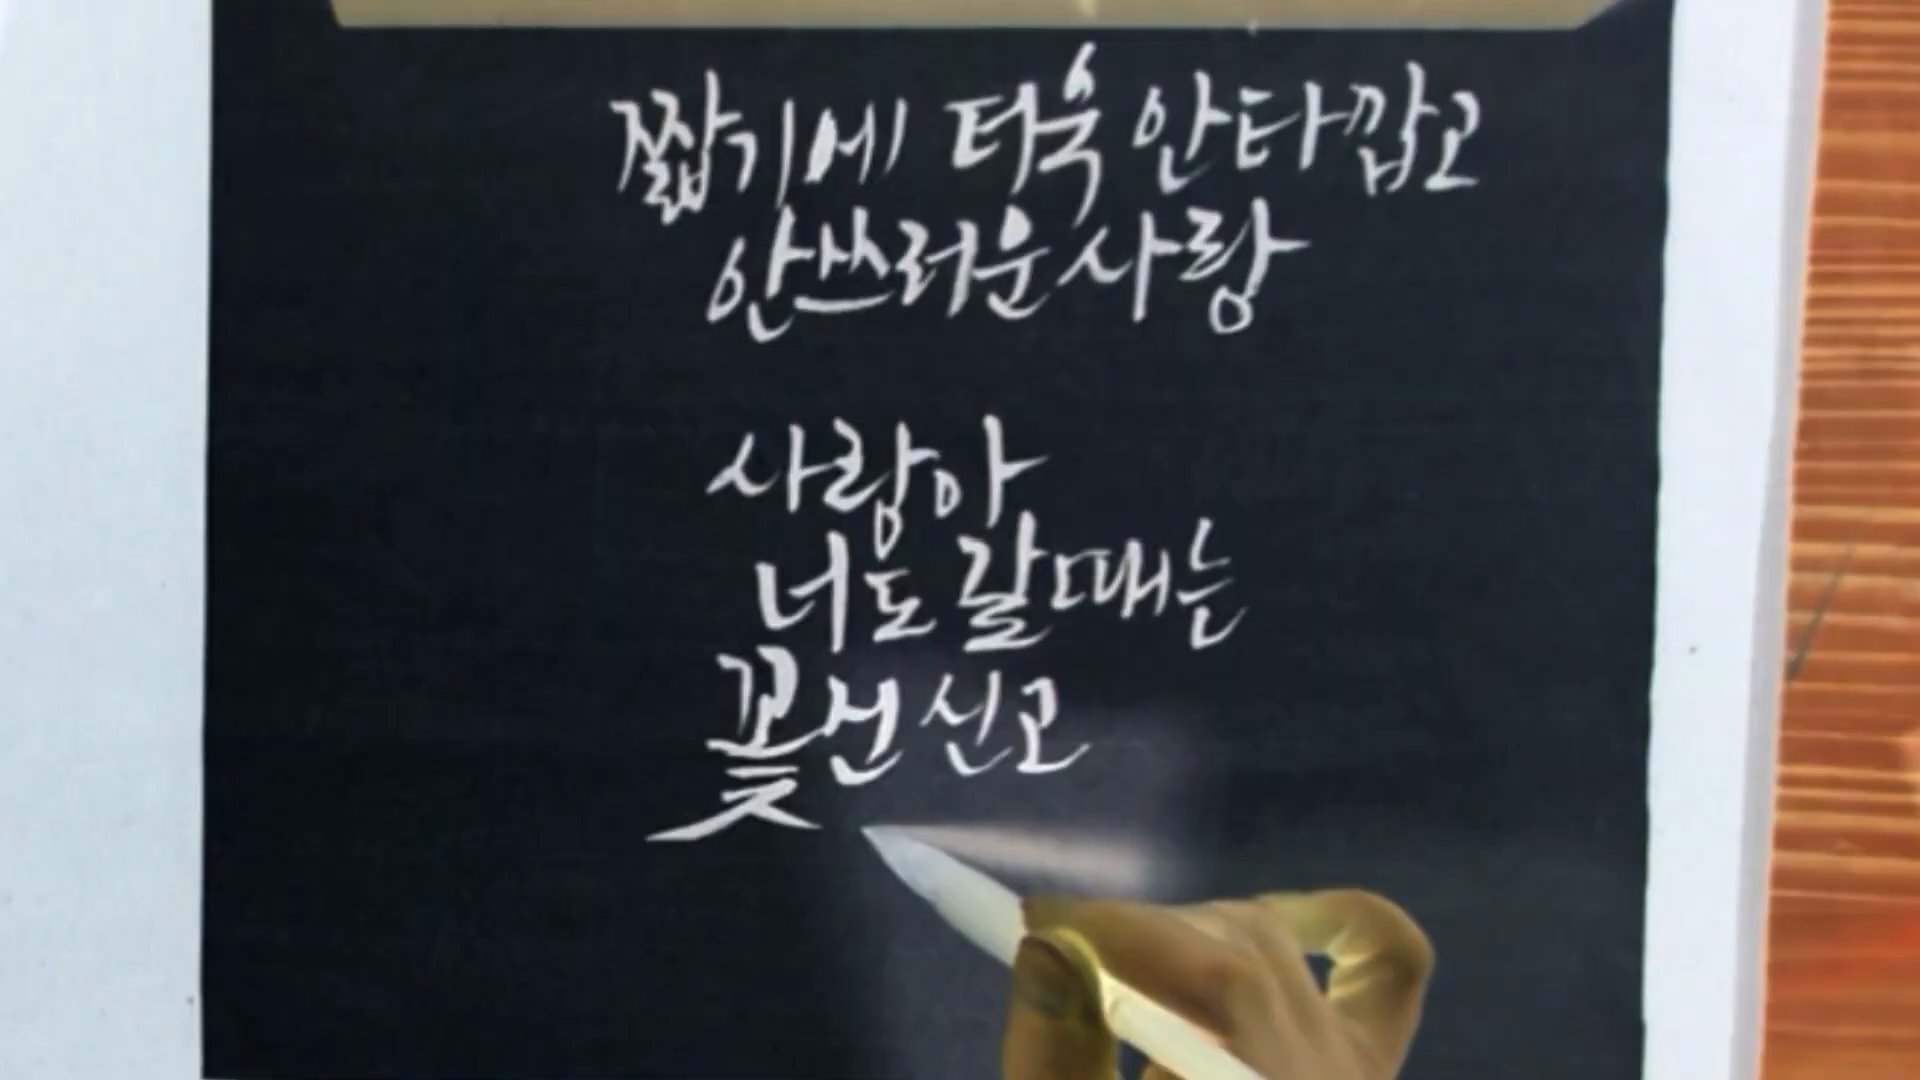 짧기세 더욱 안타깝고
안쓰러운 사랑
사랑아
너도 갈때는
꽃신 신고